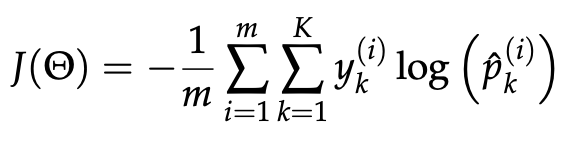 J(Θ) = − 1/m ∑_{i=1}^{m} ∑_{k=1}^{K} y_k^{(i)} log (p̂_k^{(i)})